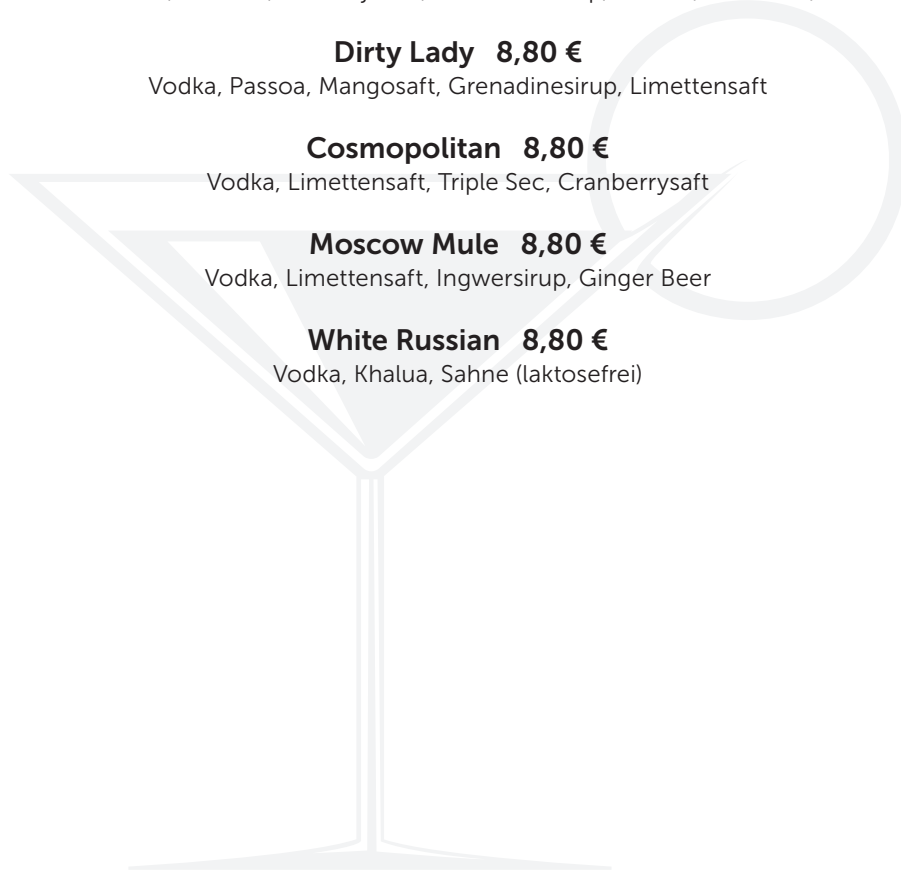 Dirty Lady 8,80 €
Vodka, Passoa, Mangosaft, Grenadinesirup, Limettensaft
Cosmopolitan 8,80 €
Vodka, Limettensaft, Triple Sec, Cranberrysaft
Moscow Mule 8,80 €
Vodka, Limettensaft, Ingwersirup, Ginger Beer
White Russian 8,80 €
Vodka, Khalua, Sahne (laktosefrei)